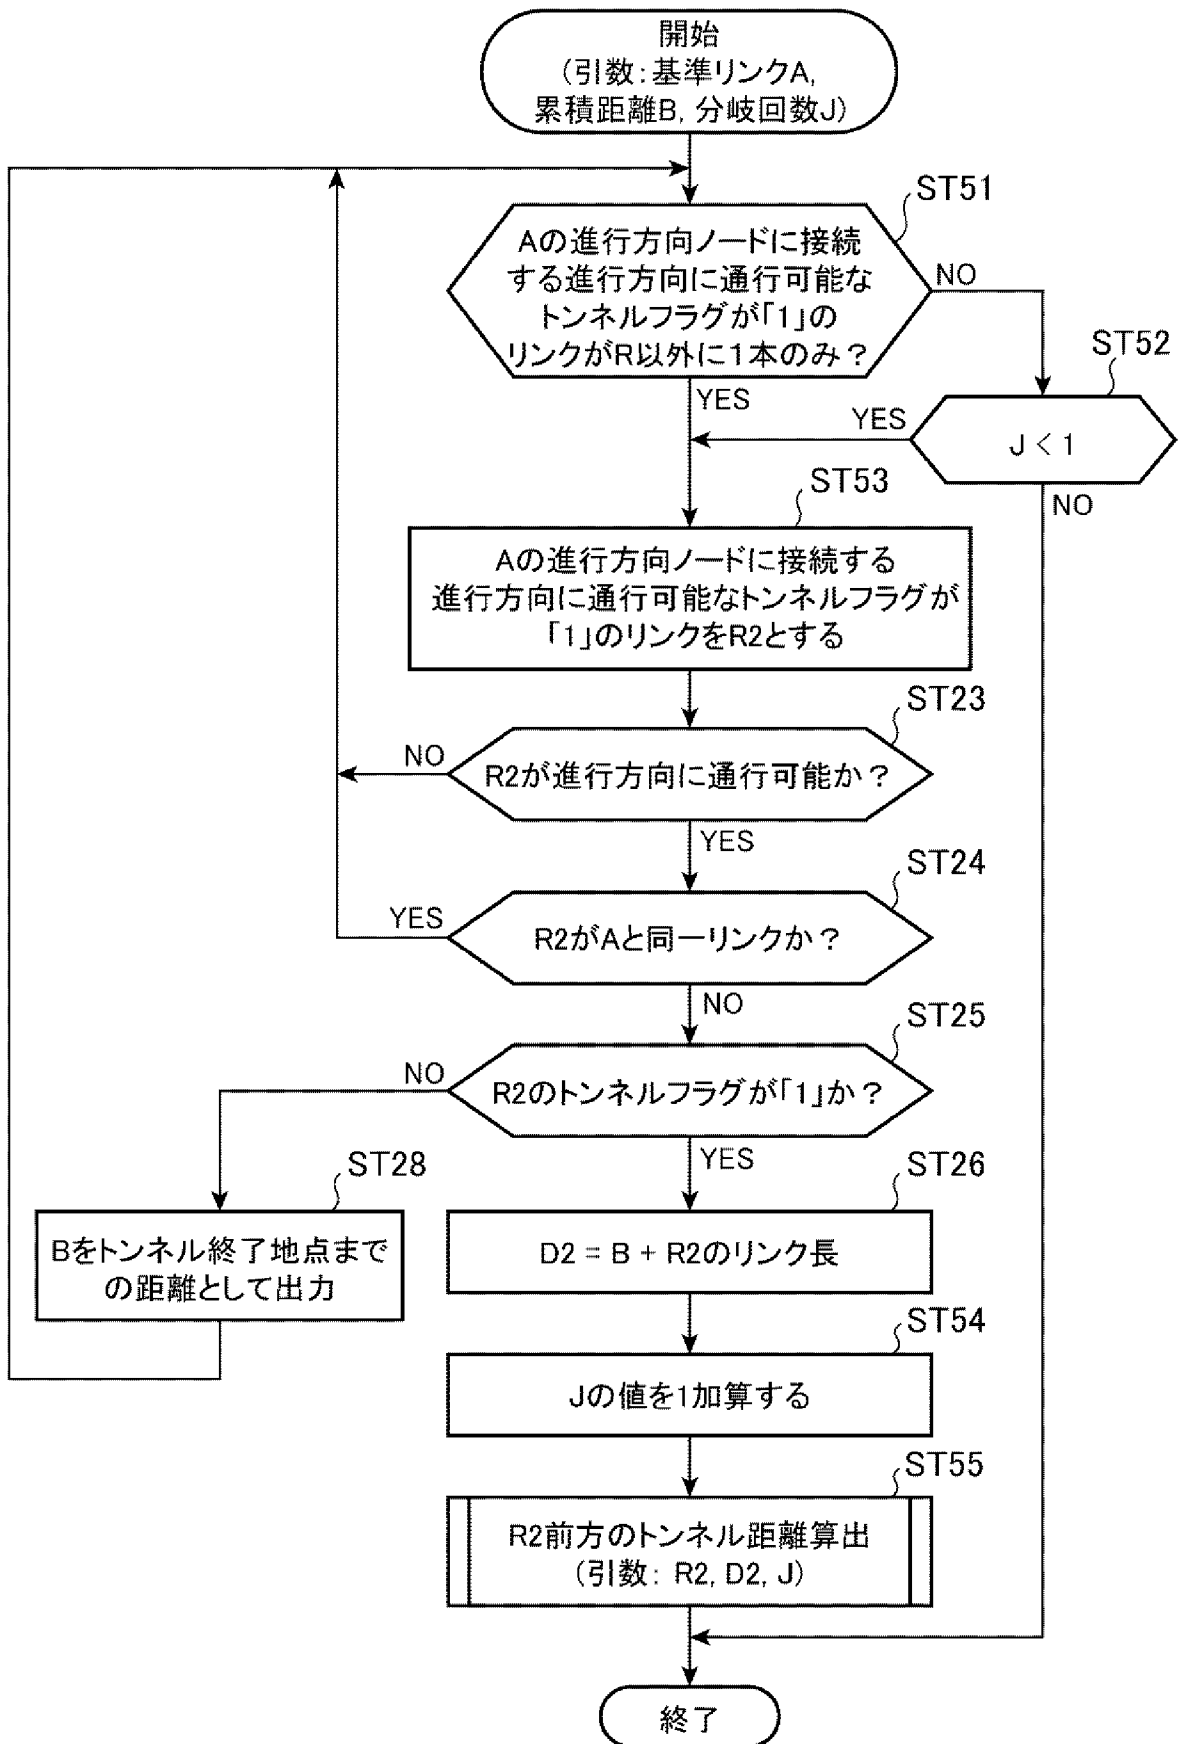 開始
(引数:基準リンクA,
累積距離B, 分岐回数J)
ST51
Aの進行方向ノードに接続
する進行方向に通行可能な
トンネルフラグが「1」の
リンクがR以外に1本のみ?
NO
YES
ST52
J < 1
YES
NO
ST53
Aの進行方向ノードに接続する
進行方向に通行可能なトンネルフラグが
「1」のリンクをR2とする
ST23
R2が進行方向に通行可能か?
NO
YES
ST24
R2がAと同一リンクか?
YES
NO
ST25
R2のトンネルフラグが「1」か?
NO
YES
ST28
Bをトンネル終了地点まで
の距離として出力
ST26
D2 = B + R2のリンク長
ST54
Jの値を1加算する
ST55
R2前方のトンネル距離算出
(引数: R2, D2, J)
終了